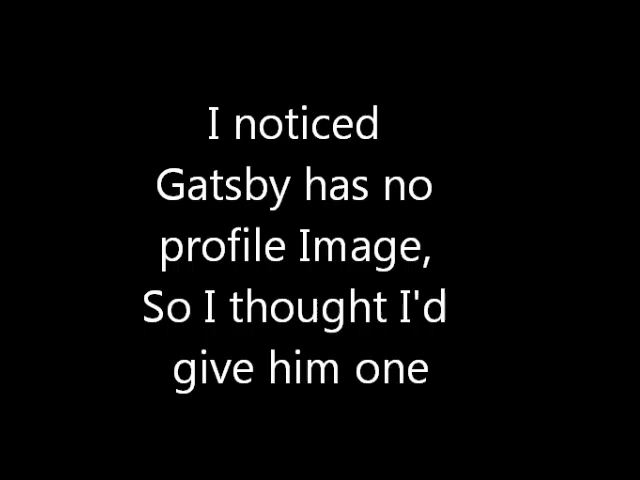 I noticed
Gatsby has no
profile Image,
So I thought I'd
give him one